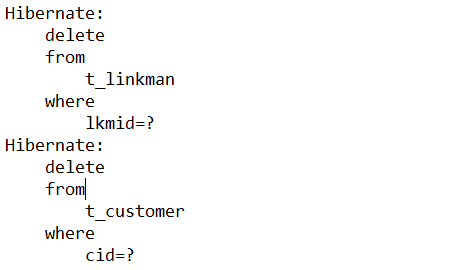 Hibernate:
    delete
    from
        t_linkman
    where
        lkmid=?
Hibernate:
    delete
    from
        t_customer
    where
        cid=?